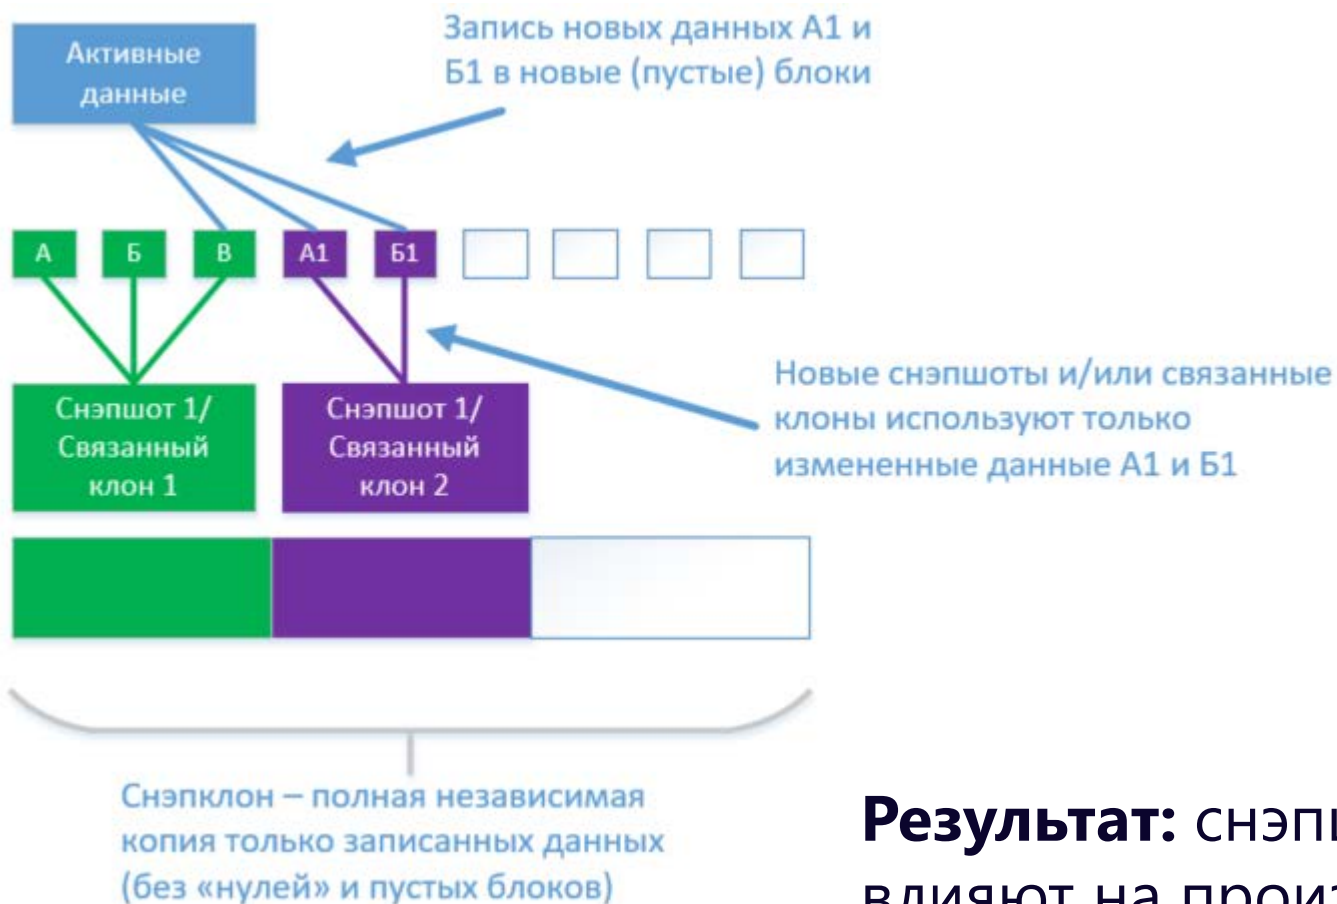 Активные
данные
Запись новых данных А1 и
Б1 в новые (пустые) блоки
А
Б
В
А1
Б1
Новые снэпшоты и/или связанные
клоны используют только
измененные данные А1 и Б1
Снэпшот 1/
Связанный
клон 1
Снэпшот 1/
Связанный
клон 2
Снэпклон – полная независимая
копия только записанных данных
(без «нулей» и пустых блоков)
Результат:
влияют на